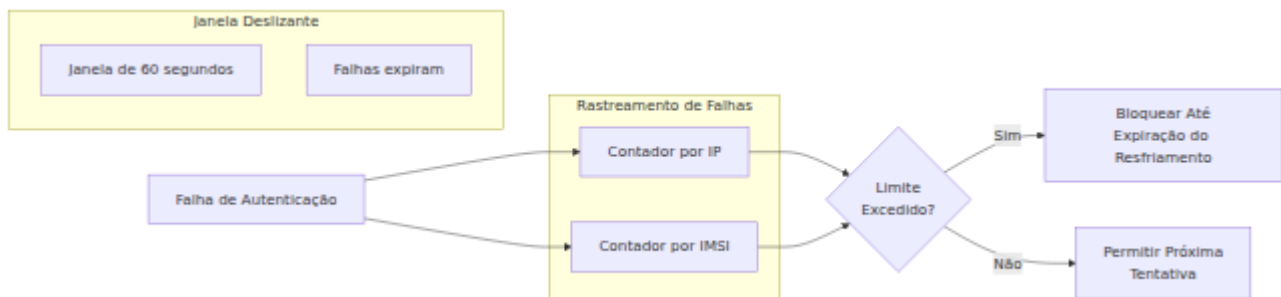 Janela Deslizante
Janela de 60 segundos
Falhas expiram
Rastreamento de Falhas
Contador por IP
Falha de Autenticação
Contador por IMSI
Limite
Excedido?
Sim
Bloquear Até
Expiração do
Resfriamento
Não
Permitir Próxima
Tentativa